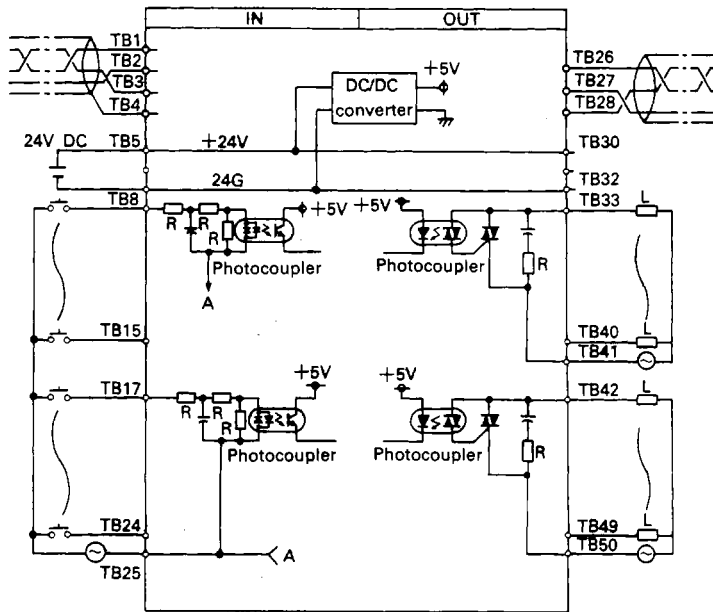 IN
OUT
TB1
TB2
TB3
TB4
24V DC
TB5
+24V
24G
DC/DC
converter
+5V
TB26
TB27
TB28
TB30
TB32
TB8
R
R
R
+5V
Photocoupler
A
+5V
Photocoupler
R
TB33
L
TB15
TB40
L
TB41
TB17
R
R
R
+5V
Photocoupler
+5V
Photocoupler
R
TB42
L
TB24
TB25
A
TB49
L
TB50